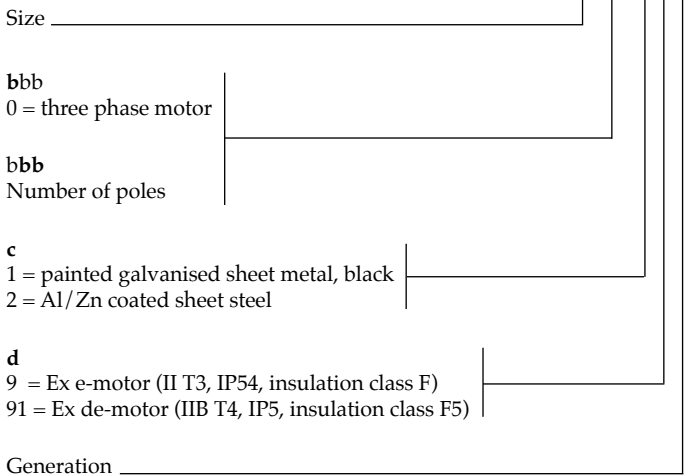 Size
bbb
0 = three phase motor
bbb
Number of poles
c
1 = painted galvanised sheet metal, black
2 = Al/Zn coated sheet steel
d
9 = Ex e-motor (II T3, IP54, insulation class F)
91 = Ex de-motor (IIB T4, IP5, insulation class F5)
Generation